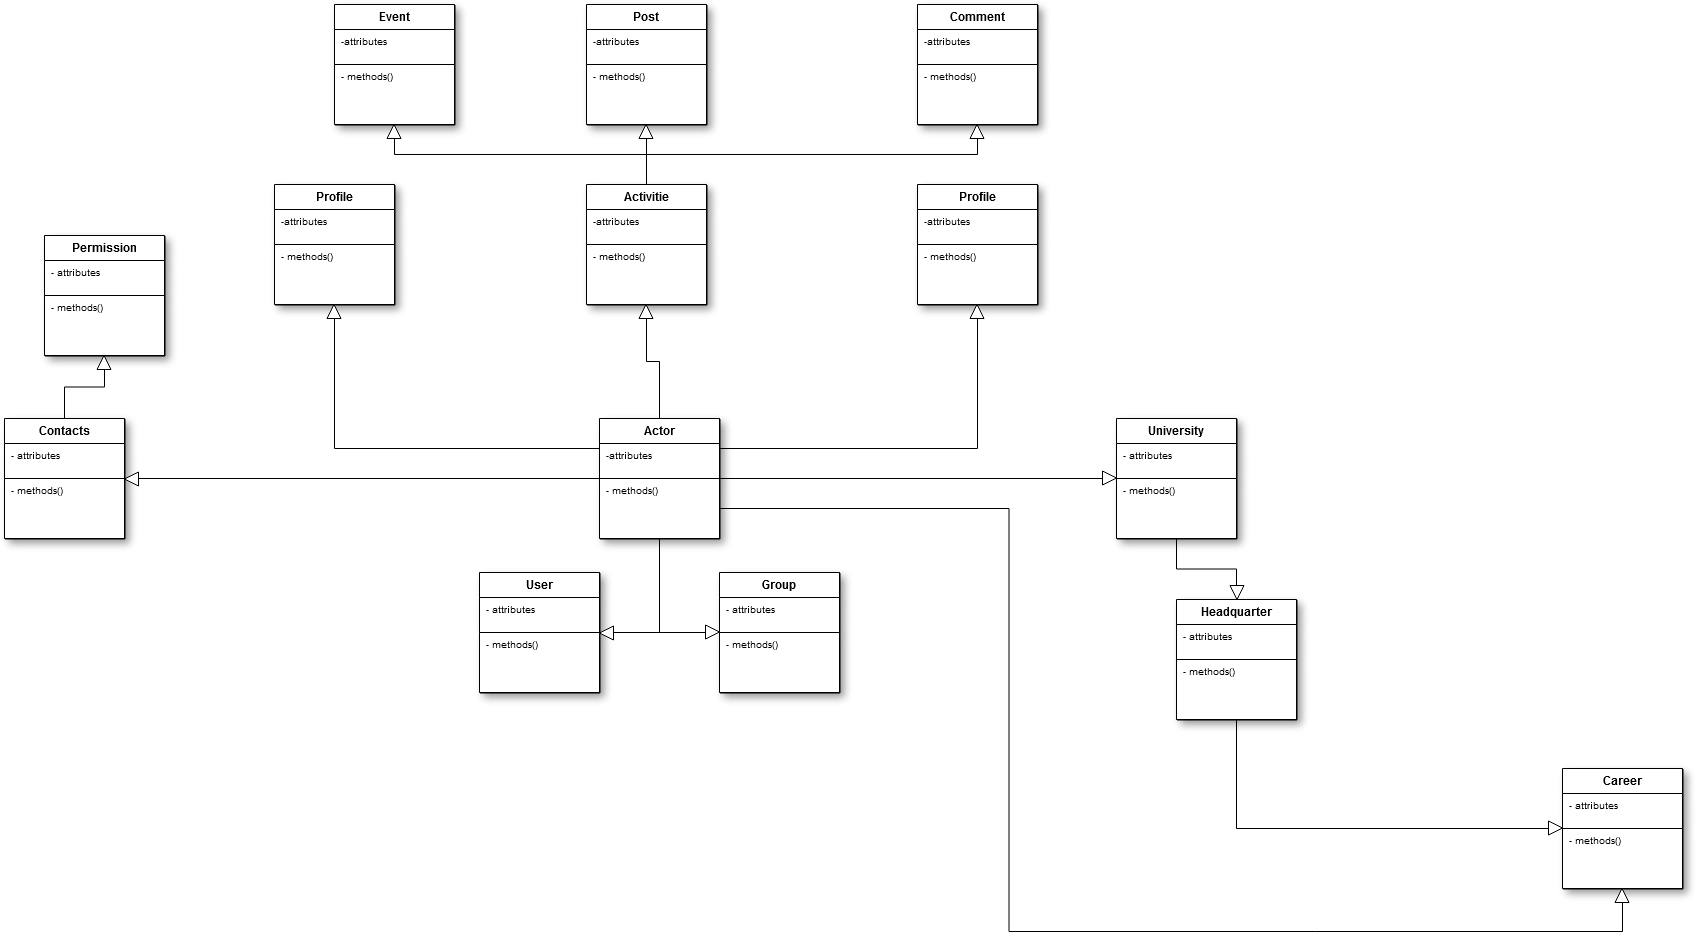 Event
-attributes
- methods()
Post
-attributes
- methods()
Comment
-attributes
- methods()
Profile
-attributes
- methods()
Activitie
-attributes
- methods()
Profile
-attributes
- methods()
Permission
- attributes
- methods()
Contacts
- attributes
- methods()
Actor
-attributes
- methods()
University
- attributes
- methods()
User
- attributes
- methods()
Group
- attributes
- methods()
Headquarter
- attributes
- methods()
Career
- attributes
- methods()